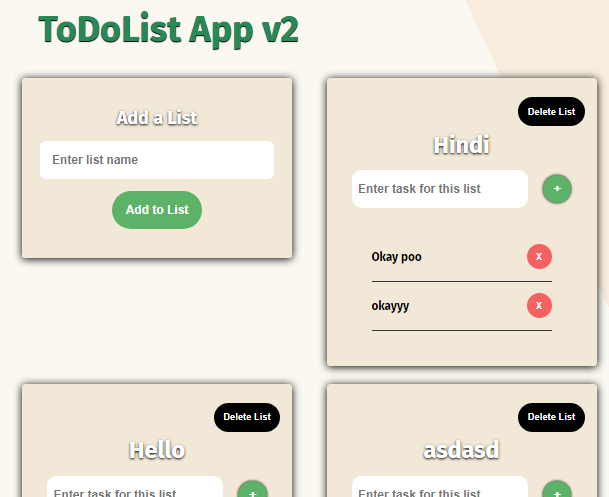 ToDoList App v2
Add a List
Enter list name
Add to List
Delete List
Hindi
Enter task for this list
+
Okay poo
X
okayyy
X
Delete List
Hello
Enter task for this list
+
Delete List
asdasd
Enter task for this list
+